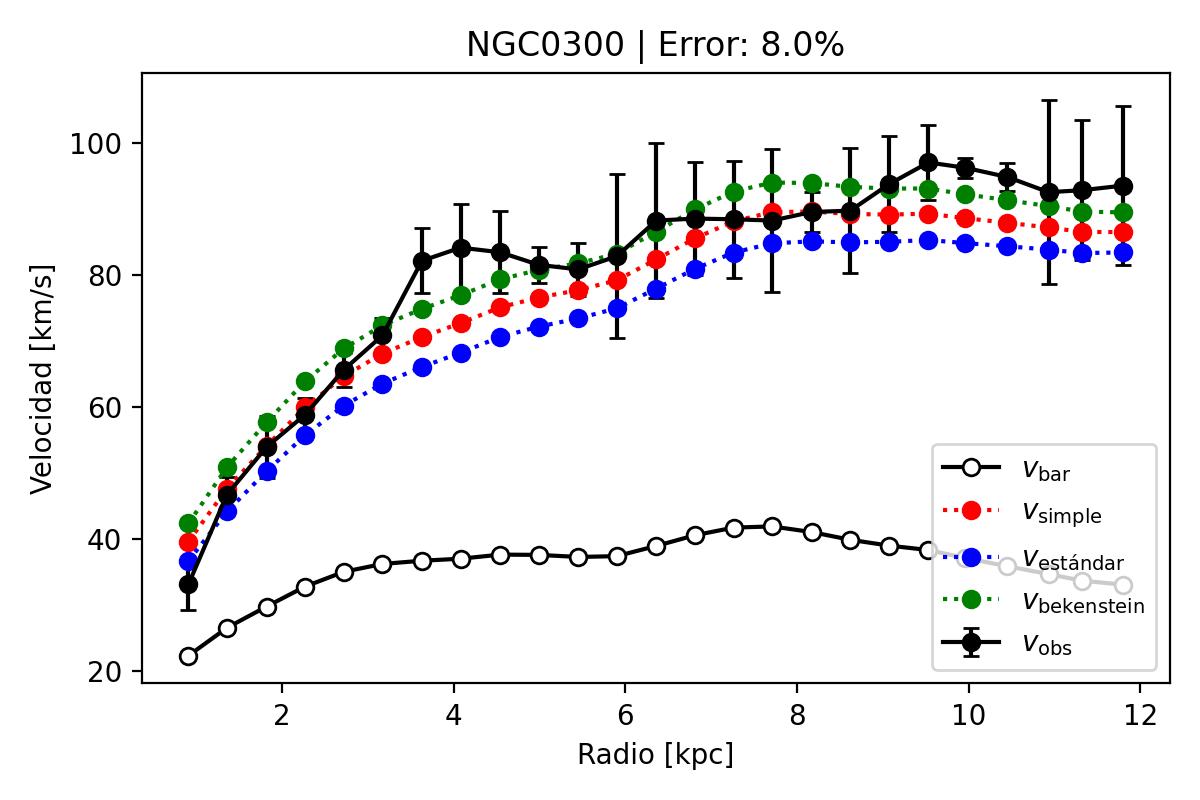 NGC0300 | Error: 8.0%
Velocidad [km/s]
100
80
60
40
20
v_bar
v_simple
v_estándar
v_bekenstein
v_obs
2 4 6 8 10 12
Radio [kpc]